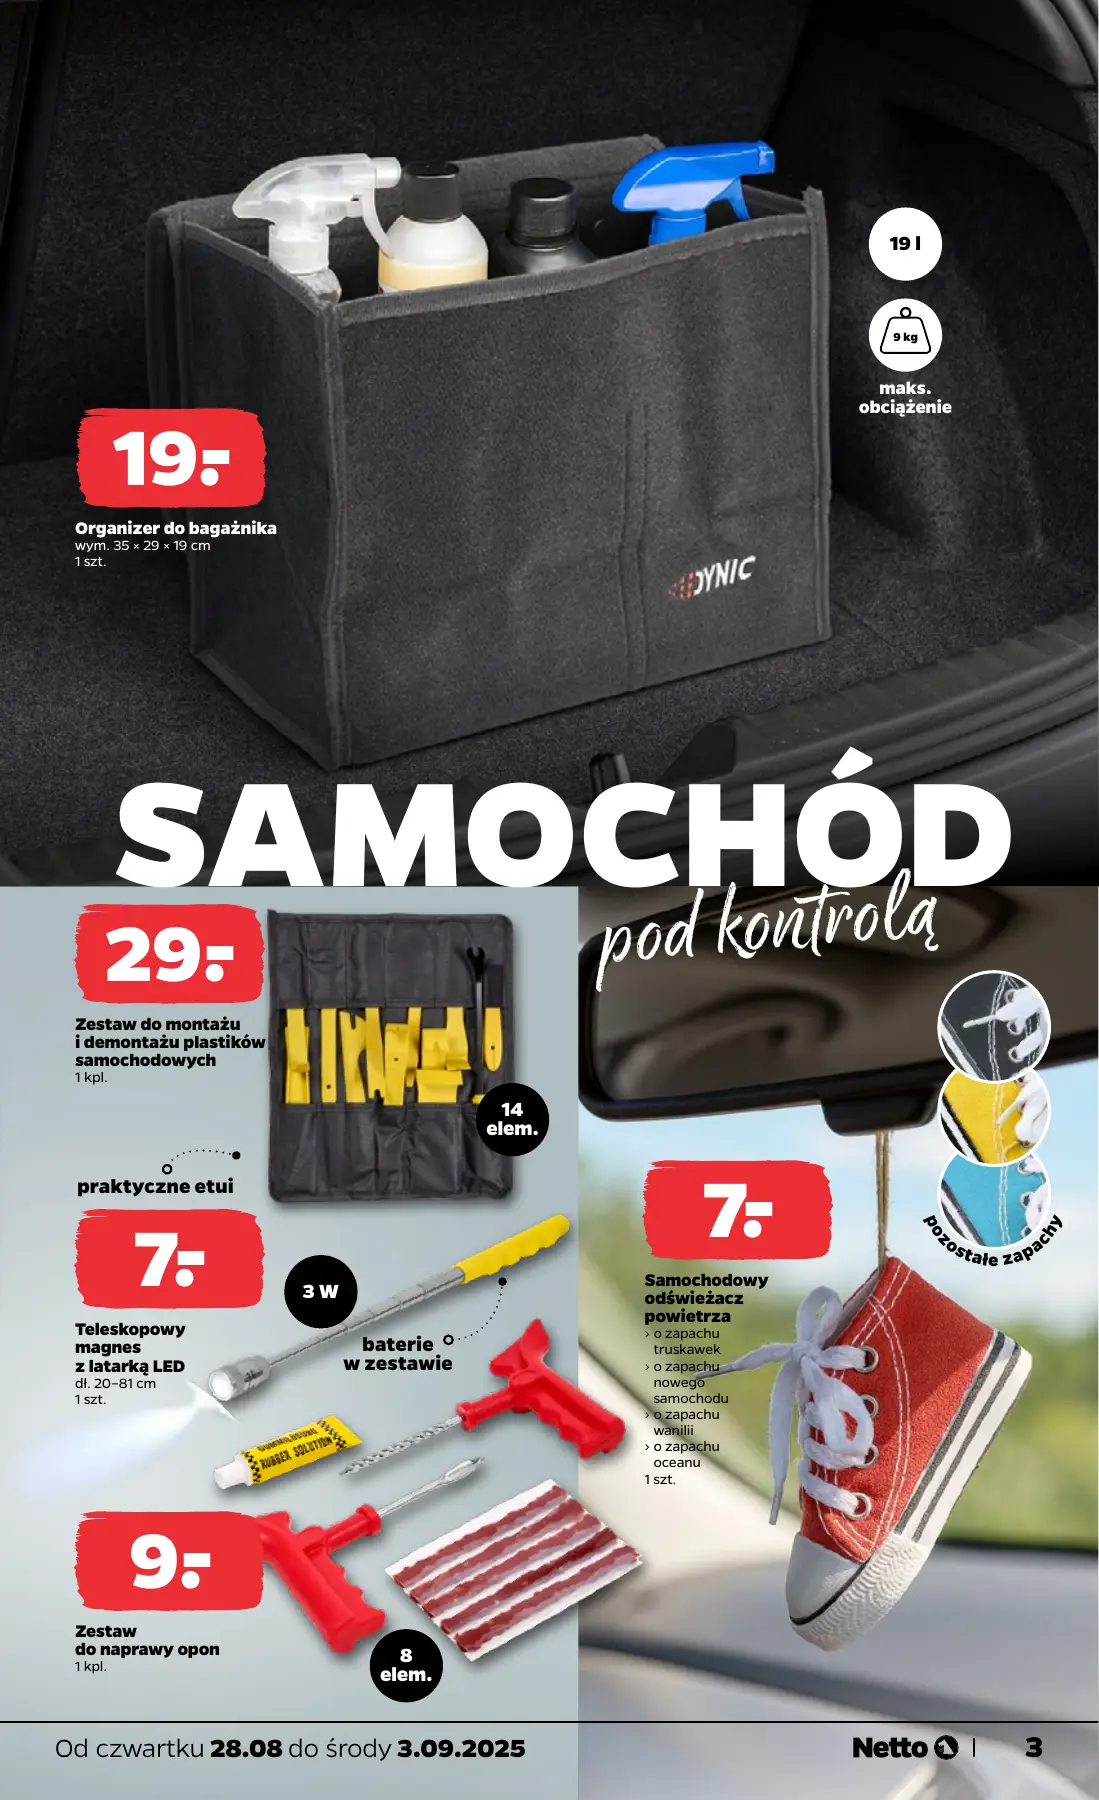 19 l
9 kg
maks.
obciążenie
19.-
Organizer do bagażnika
wym. 35 × 29 × 19 cm
1 szt.
DYNIC
SAMOCHÓD
pod kontrolą
29.-
Zestaw do montażu
i demontażu plastików
samochodowych
1 kpl.
14
elem.
praktyczne etui
7.-
Teleskopowy
magnes
z latarką LED
dł. 20–81 cm
1 szt.
3 W
baterie
w zestawie
RUBBER SOLUTION
9.-
Zestaw
do naprawy opon
1 kpl.
8
elem.
7.-
Samochodowy
odświeżacz
powietrza
› o zapachu
truskawek
› o zapachu
nowego
samochodu
› o zapachu
wanilii
› o zapachu
oceanu
1 szt.
pozostałe zapachy
Od czwartku 28.08 do środy 3.09.2025
Netto
3